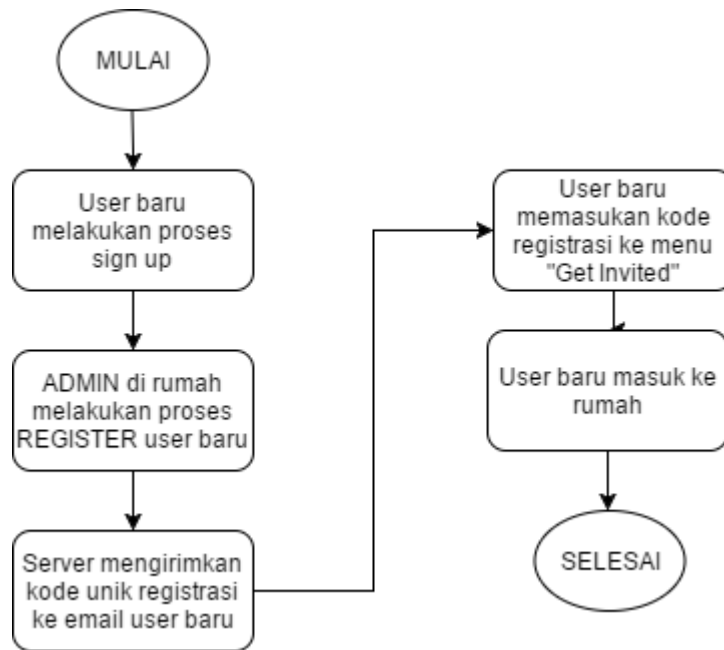 MULAI
User baru
melakukan proses
sign up
ADMIN di rumah
melakukan proses
REGISTER user baru
Server mengirimkan
kode unik registrasi
ke email user baru
User baru
memasukan kode
registrasi ke menu
"Get Invited"
User baru masuk ke
rumah
SELESAI